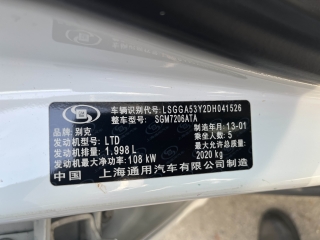 车辆识别代号: LSGGA53Y2DH041526
整车型号: SGM7206ATA
品牌: 别克 制造年月: 13-01
发动机型号: LTD 乘坐人数: 5
发动机排量: 1.998 L 最大允许总质量:
发动机最大净功率: 108 kW 2020 kg
中国 上海通用汽车有限公司制造